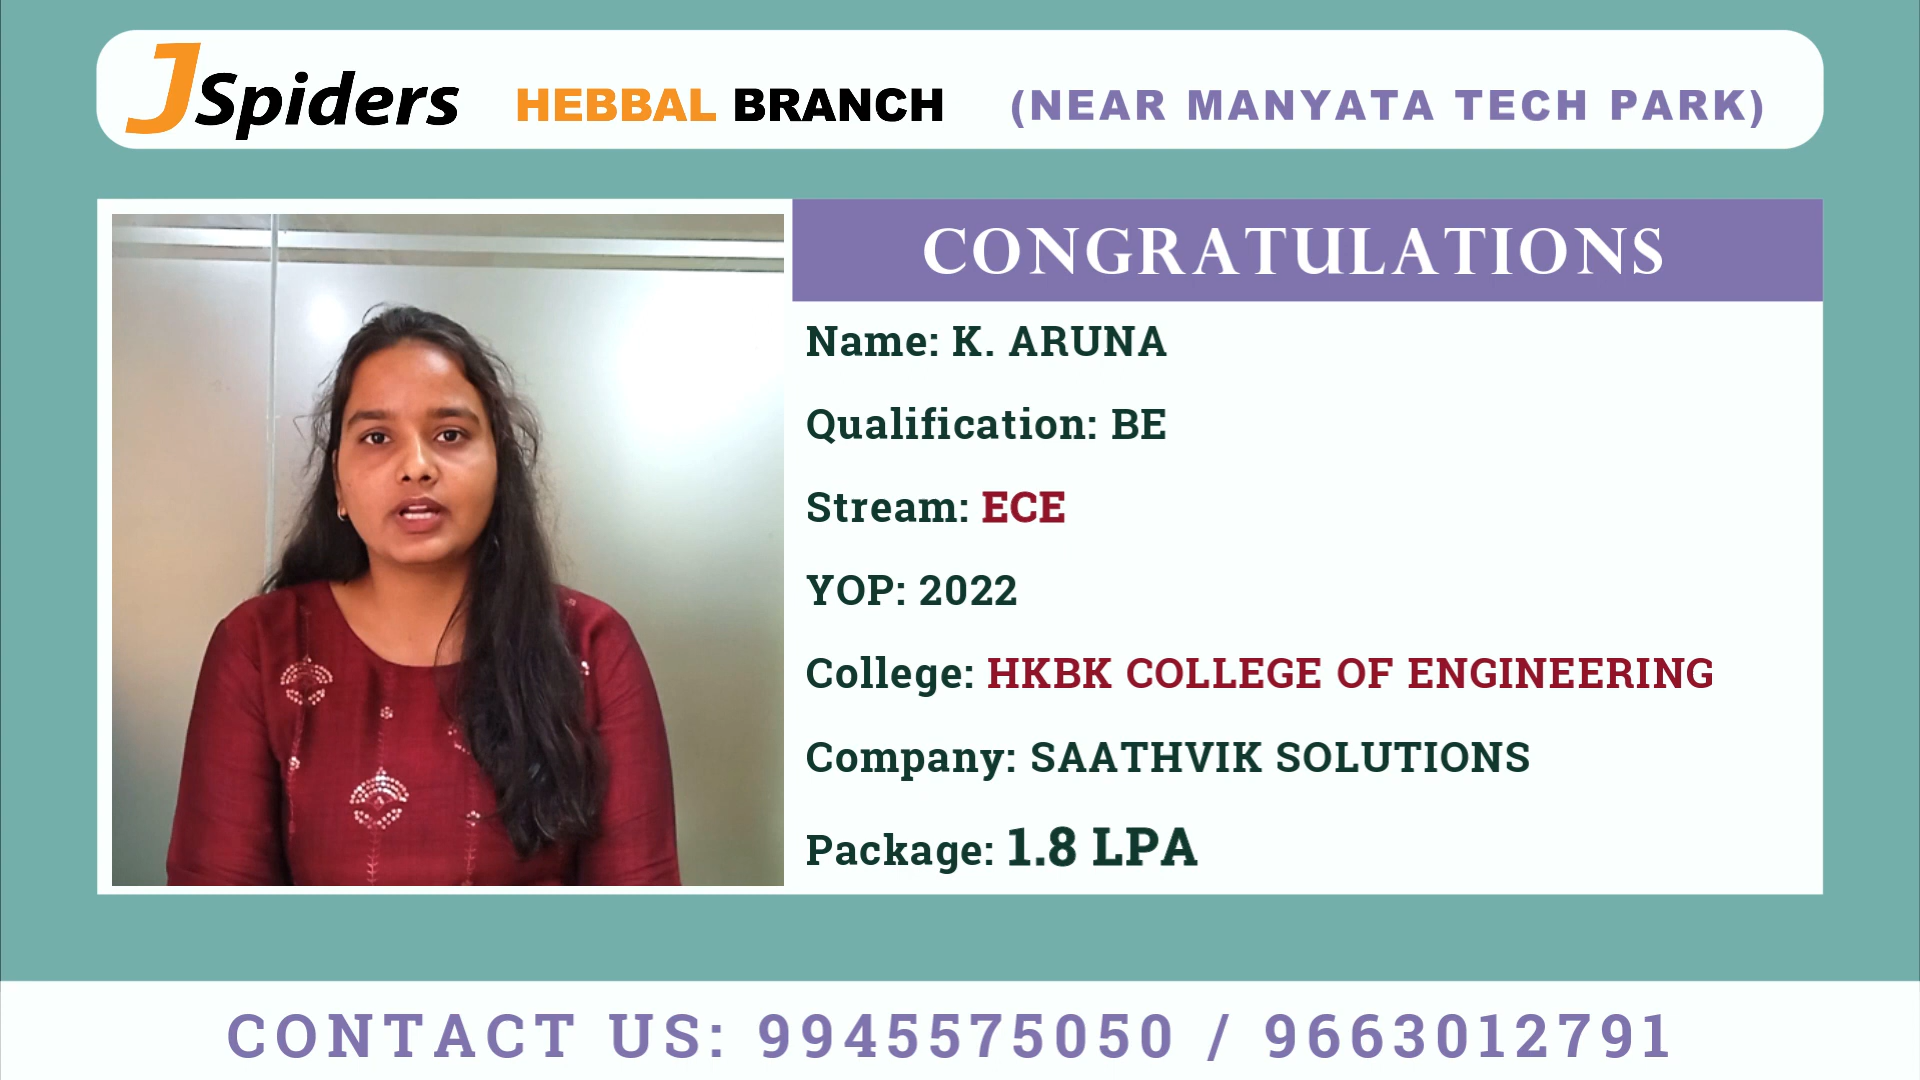 JSpiders HEBBAL BRANCH (NEAR MANYATA TECH PARK)
CONGRATULATIONS
Name: K. ARUNA
Qualification: BE
Stream: ECE
YOP: 2022
College: HKBK COLLEGE OF ENGINEERING
Company: SAATHVIK SOLUTIONS
Package: 1.8 LPA
CONTACT US: 9945575050 / 9663012791